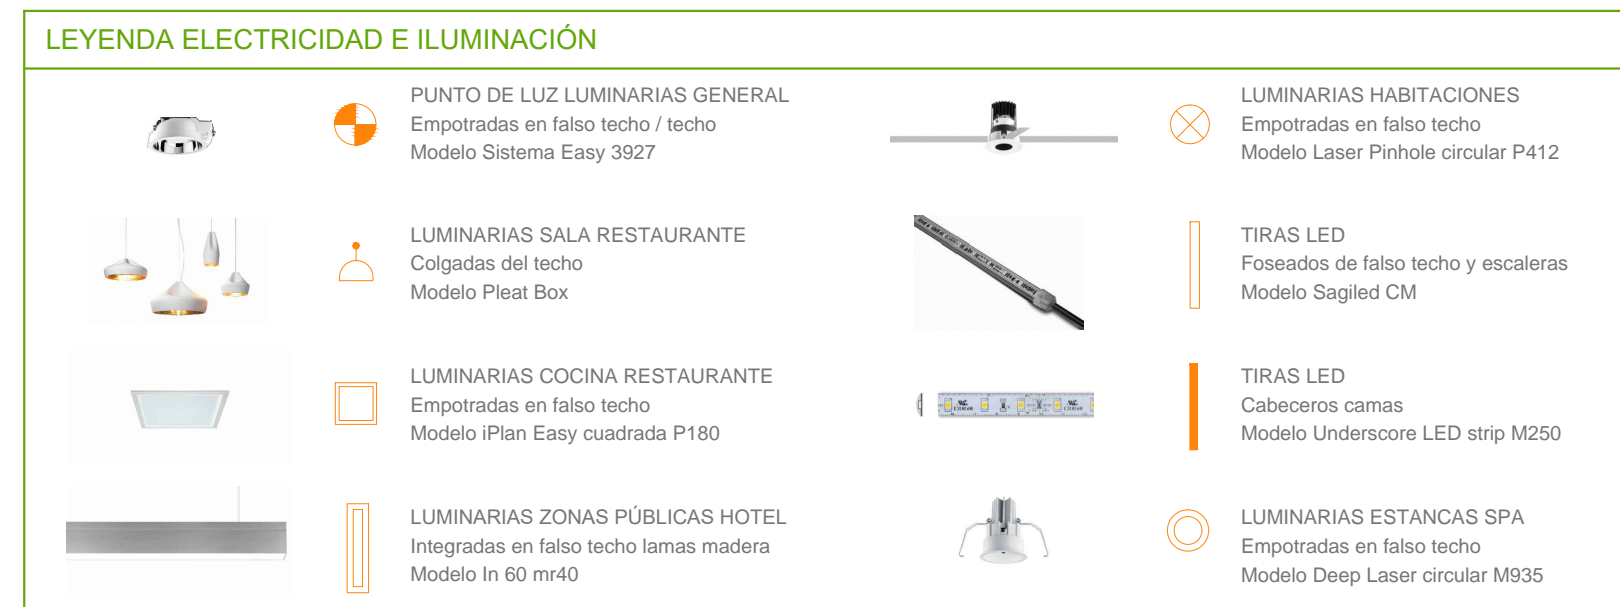 LEYENDA ELECTRICIDAD E ILUMINACIÓN
PUNTO DE LUZ LUMINARIAS GENERAL
Empotradas en falso techo / techo
Modelo Sistema Easy 3927
LUMINARIAS SALA RESTAURANTE
Colgadas del techo
Modelo Pleat Box
LUMINARIAS COCINA RESTAURANTE
Empotradas en falso techo
Modelo iPlan Easy cuadrada P180
LUMINARIAS ZONAS PÚBLICAS HOTEL
Integradas en falso techo lamas madera
Modelo In 60 mr40
LUMINARIAS HABITACIONES
Empotradas en falso techo
Modelo Laser Pinhole circular P412
TIRAS LED
Foseados de falso techo y escaleras
Modelo Sagiled CM
TIRAS LED
Cabeceros camas
Modelo Underscore LED strip M250
LUMINARIAS ESTANCAS SPA
Empotradas en falso techo
Modelo Deep Laser circular M935